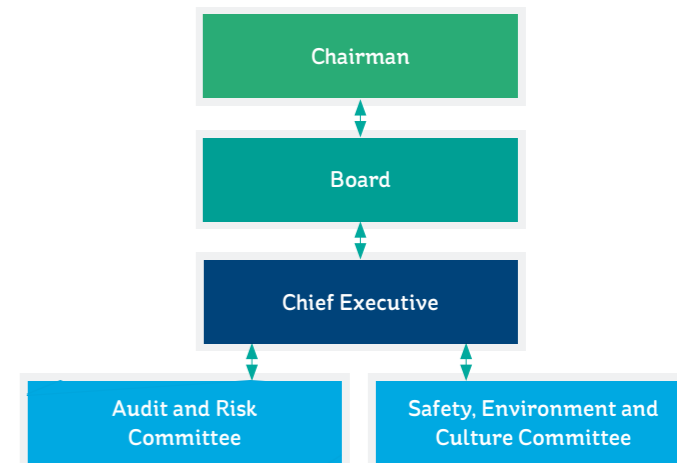 Chairman
Board
Chief Executive
Audit and Risk
Committee
Safety, Environment and
Culture Committee